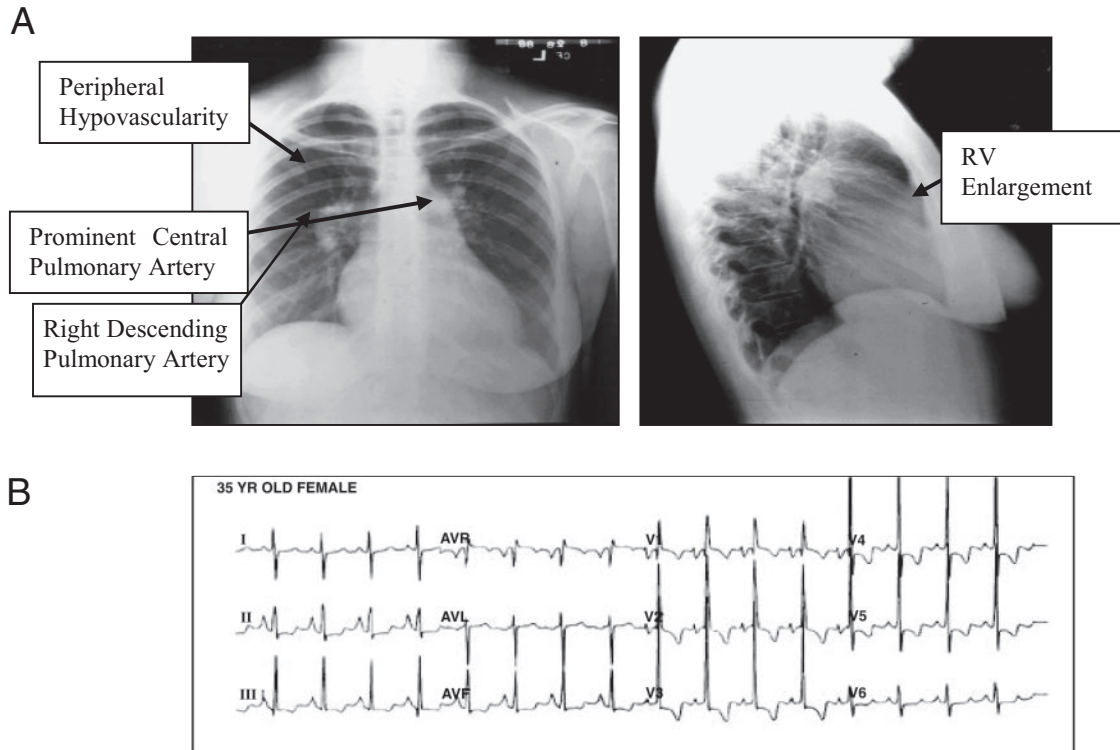 A
Peripheral
Hypovascularity
Prominent Central
Pulmonary Artery
Right Descending
Pulmonary Artery
L
RV
Enlargement
B
35 YR OLD FEMALE
I AVR V1 V4
II AVL V2 V5
III AVF V3 V6